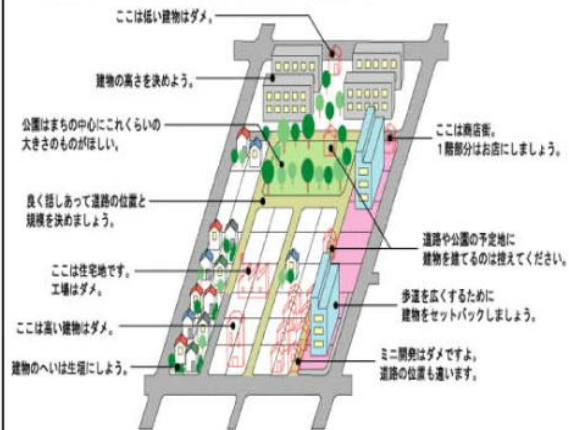 ここは低い建物はダメ。
建物の高さを決めよう。
公園はまちの中心にこれくらいの
大きさのものがほしい。
ここは商店街。
1階部分はお店にしましょう。
良く話しあって道路の位置と
規模を決めましょう。
道路や公園の予定地に
建物を建てるのは控えてください。
ここは住宅地です。
工場はダメ。
歩道を広くするために
建物をセットバックしましょう。
ここは高い建物はダメ。
ミニ開発はダメですよ。
道路の位置も違います。
建物のへいは生垣にしよう。